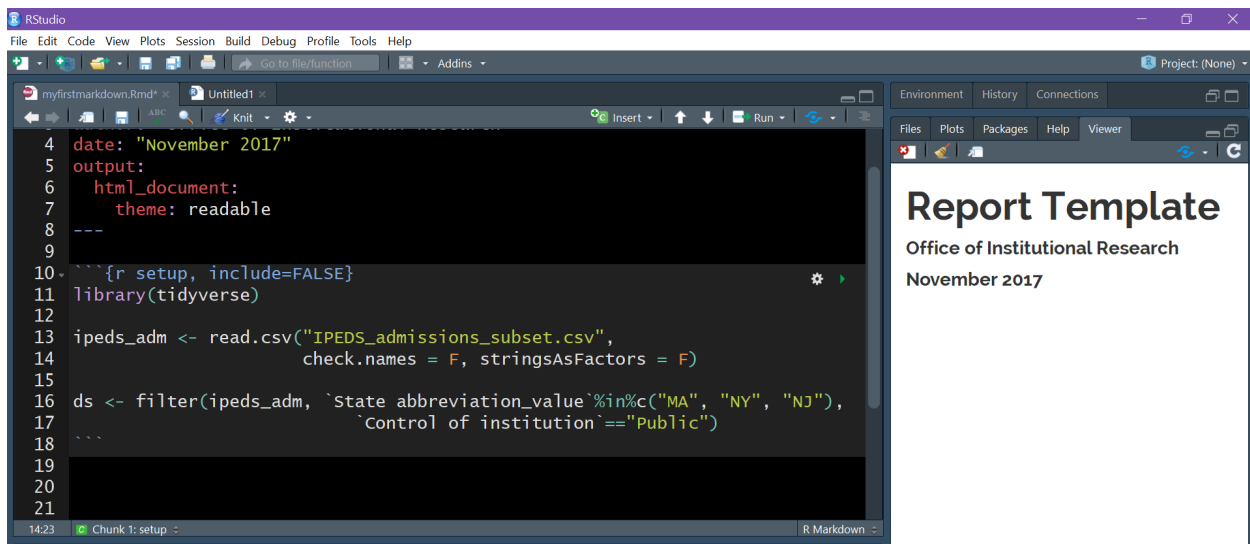 RStudio
File Edit Code View Plots Session Build Debug Profile Tools Help
Go to file/function Addins Project: (None)
myfirstmarkdown.Rmd* Untitled1
ABC Knit Insert Run
4 date: "November 2017"
5 output:
6 html_document:
7 theme: readable
8 ---
9
10 ```{r setup, include=FALSE}
11 library(tidyverse)
12
13 ipeds_adm <- read.csv("IPEDS_admissions_subset.csv",
14 check.names = F, stringsAsFactors = F)
15
16 ds <- filter(ipeds_adm, `State abbreviation_value`%in%c("MA", "NY", "NJ"),
17 `Control of institution`=="Public")
18 ```
19
20
21
14:23 C Chunk 1: setup R Markdown
Environment History Connections
Files Plots Packages Help Viewer
Report Template
Office of Institutional Research
November 2017